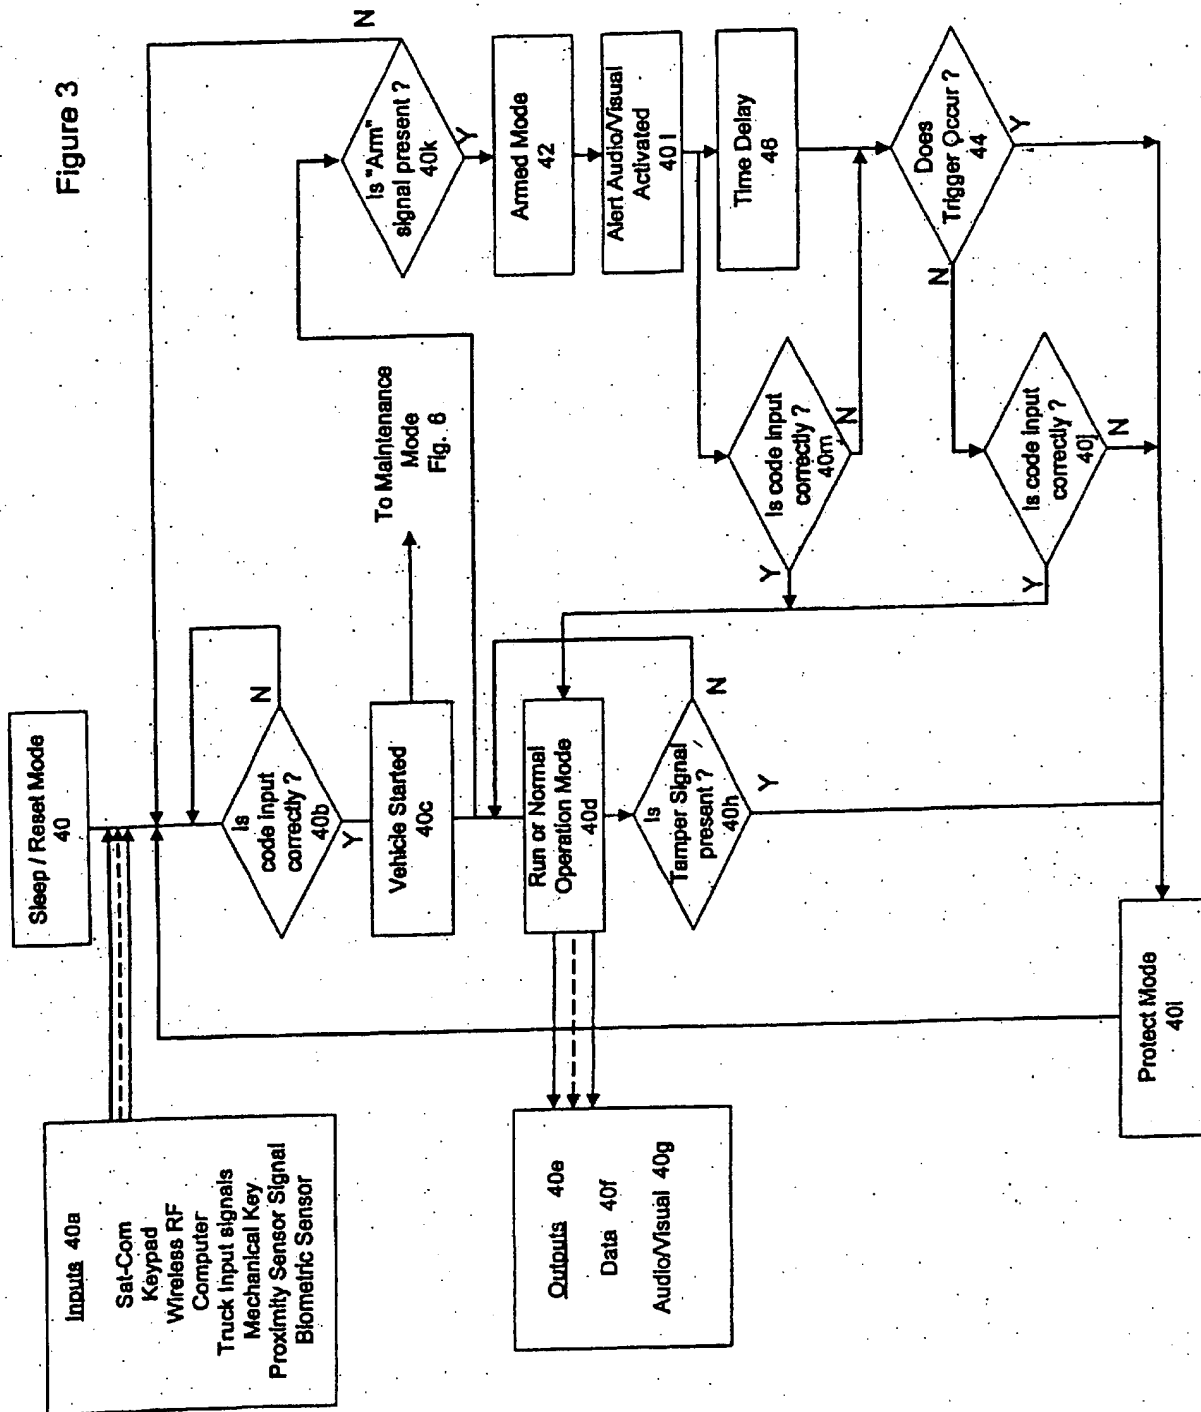 Figure 3
Sleep / Reset Mode
40
Inputs 40a
Sat-Com
Keypad
Wireless RF
Computer
Truck Input signals
Mechanical Key
Proximity Sensor Signal
Biometric Sensor
Is
code input
correctly ?
40b
N
Y
Vehicle Started
40c
To Maintenance
Mode
Fig. 6
Run or Normal
Operation Mode
40d
Outputs 40e
Data 40f
Audio/Visual 40g
Is
Tamper Signal
present ?
40h
N
Y
Protect Mode
40i
Is "Arm"
signal present ?
40k
N
Y
Armed Mode
42
Alert Audio/Visual
Activated
40 l
Time Delay
46
Is code input
correctly ?
40m
Y
N
Does
Trigger Occur ?
44
N
Y
Is code input
correctly ?
40j
Y
N